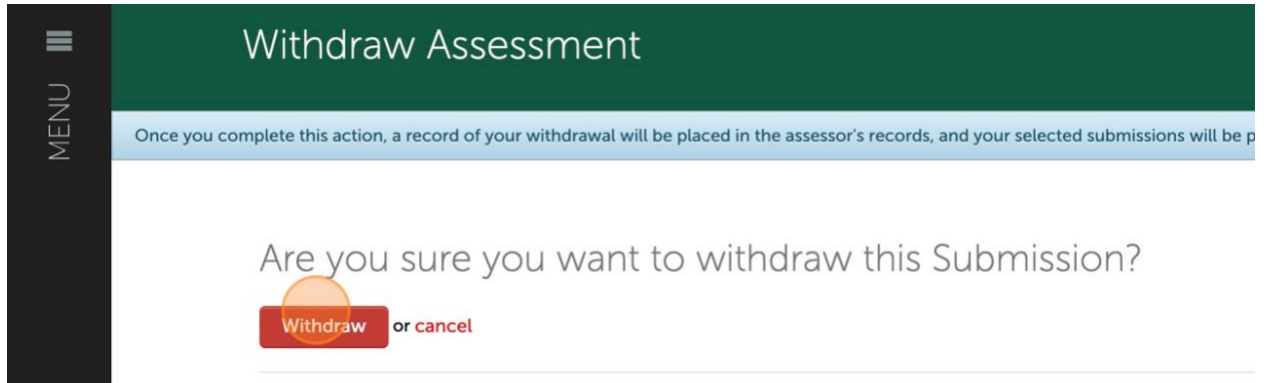 MENU
Withdraw Assessment
Once you complete this action, a record of your withdrawal will be placed in the assessor's records, and your selected submissions will be
Are you sure you want to withdraw this Submission?
Withdraw or cancel